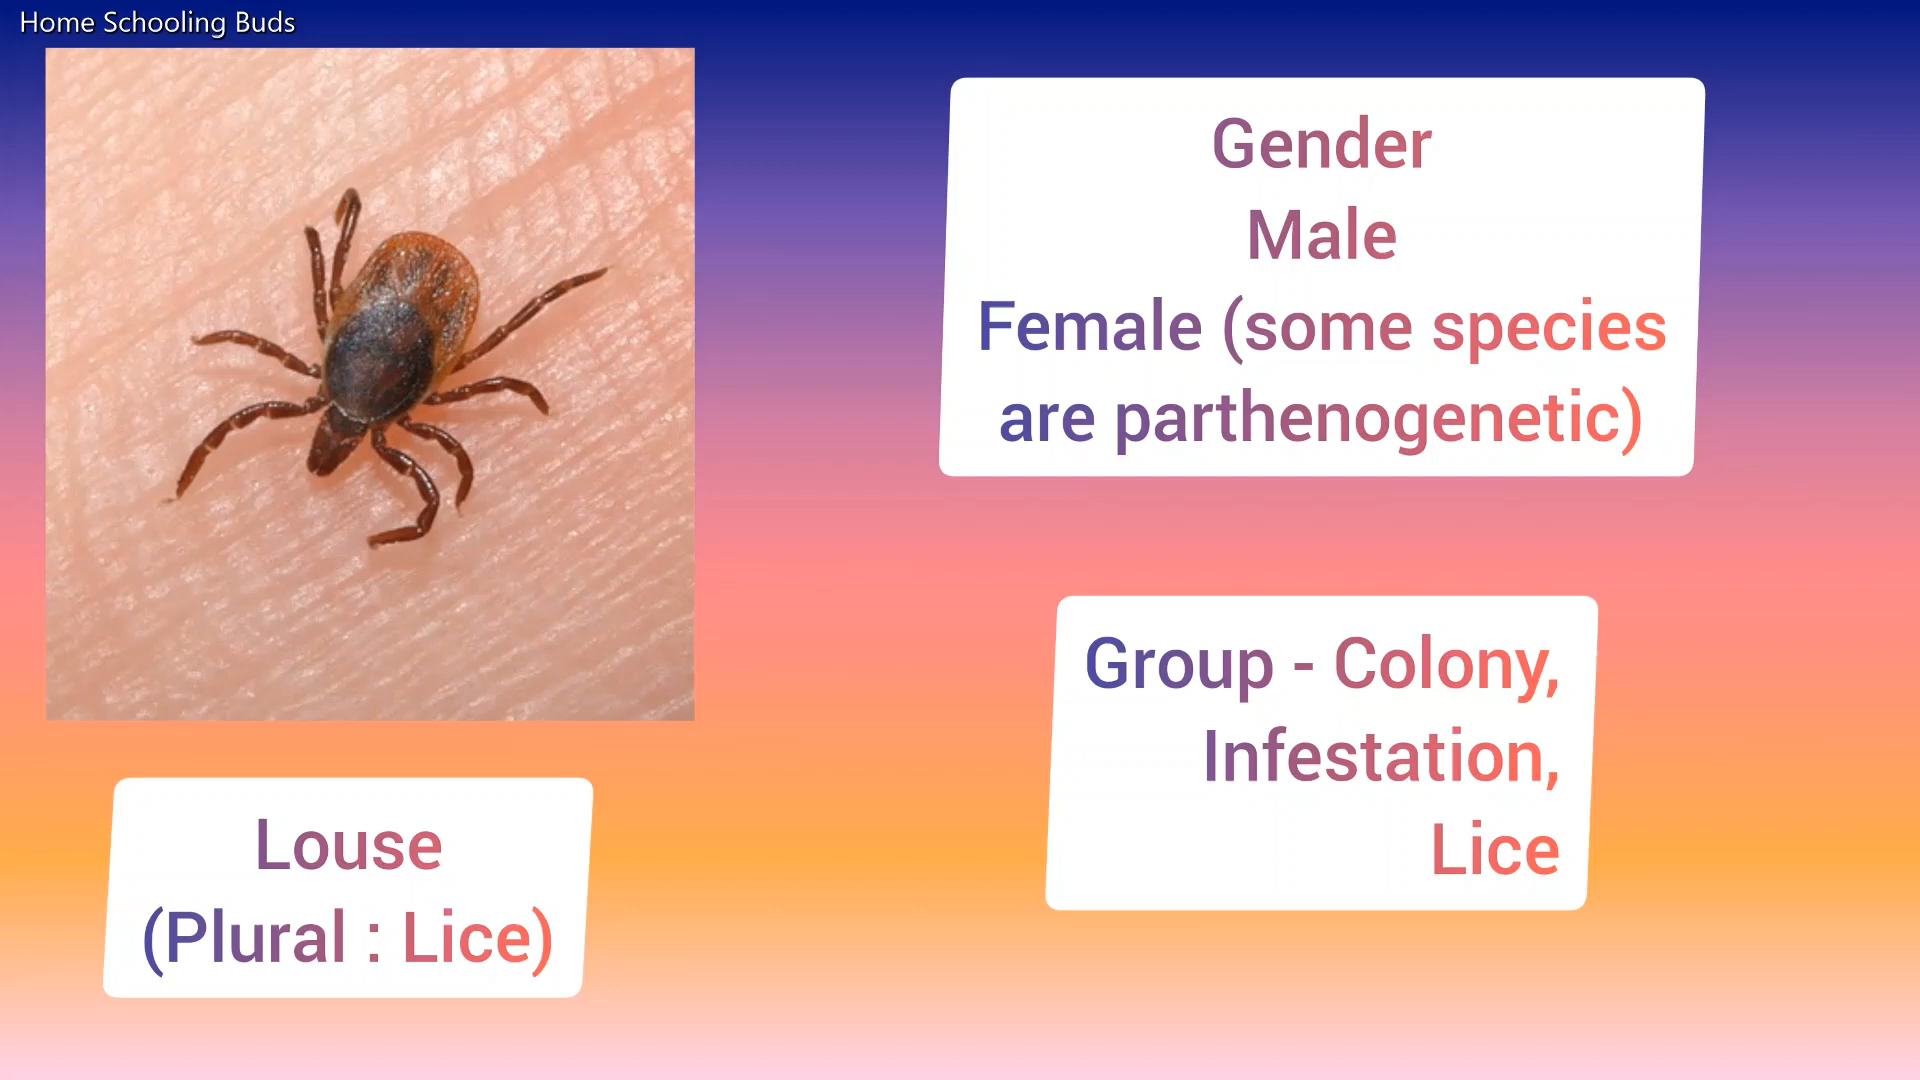 Home Schooling Buds
Gender
Male
Female (some species
are parthenogenetic)
Group - Colony,
Infestation,
Lice
Louse
(Plural : Lice)